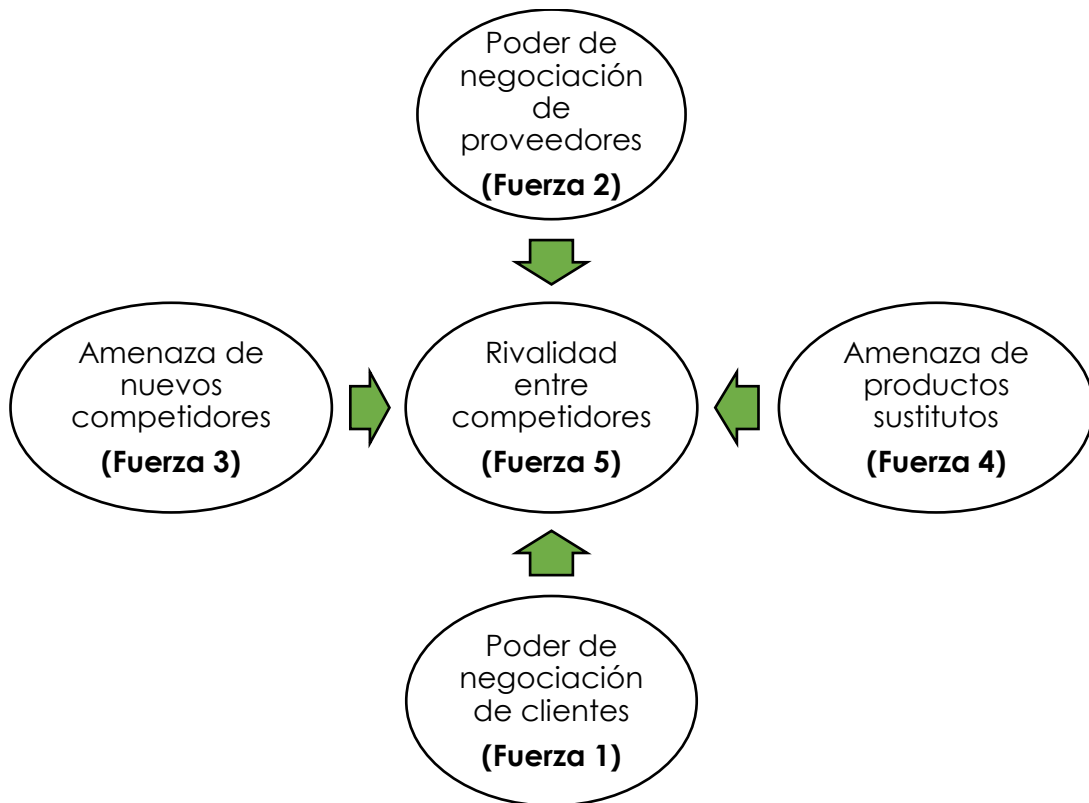 Poder de
negociación
de
proveedores
(Fuerza 2)
Amenaza de
nuevos
competidores
(Fuerza 3)
Rivalidad
entre
competidores
(Fuerza 5)
Amenaza de
productos
sustitutos
(Fuerza 4)
Poder de
negociación
de clientes
(Fuerza 1)